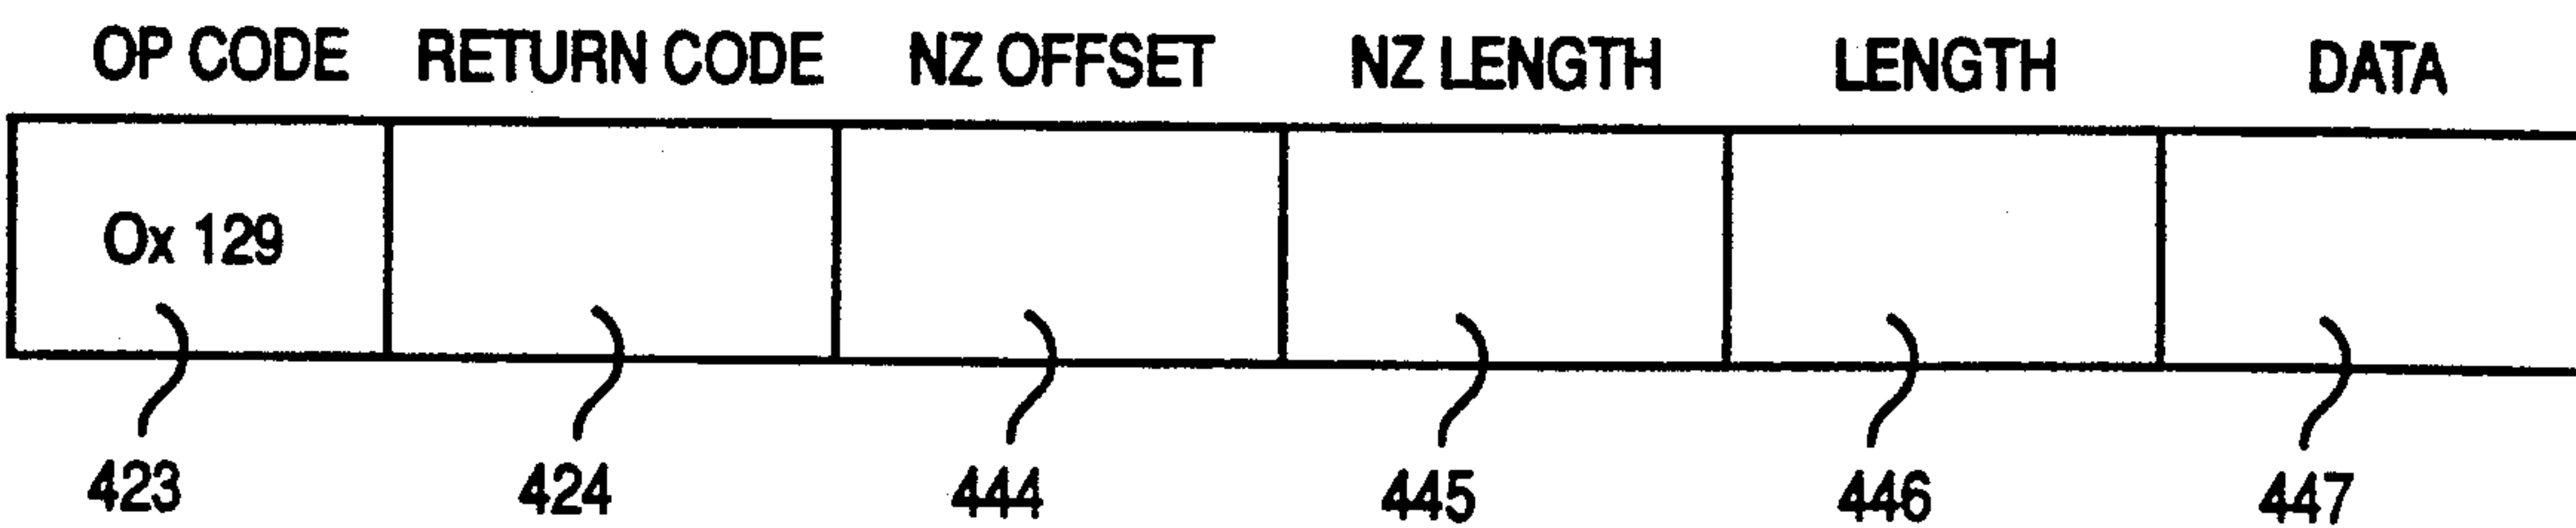 OP CODE RETURN CODE NZ OFFSET NZ LENGTH LENGTH DATA
Ox 129
423 424 444 445 446 447